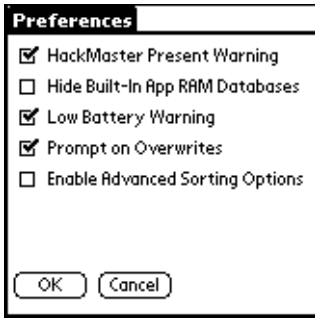 Preferences
HackMaster Present Warning
Hide Built-In App RAM Databases
Low Battery Warning
Prompt on Overwrites
Enable Advanced Sorting Options
OK Cancel